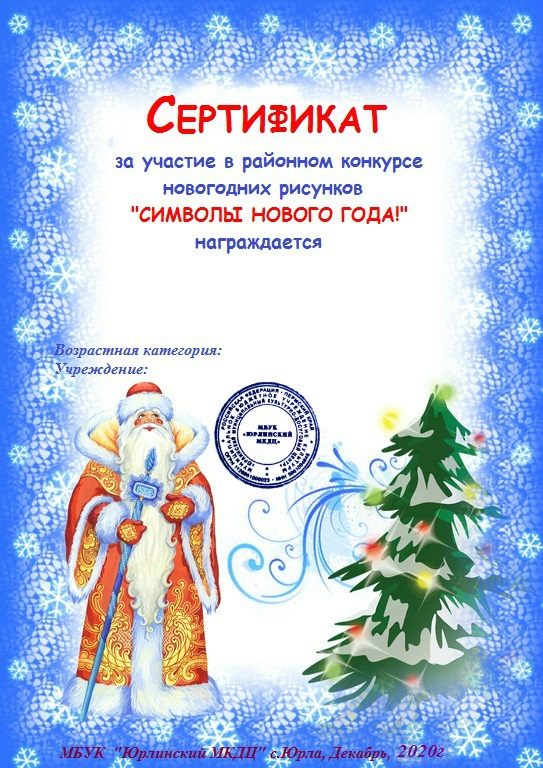 СЕРТИФИКАТ
за участие в районном конкурсе
новогодних рисунков
"СИМВОЛЫ НОВОГО ГОДА!"
награждается
Возрастная категория:
Учреждение:
МБУК
«ЮРЛИНСКИЙ
МКДЦ»
МБУК "Юрлинский МКДЦ" с.Юрла, Декабрь, 2020г